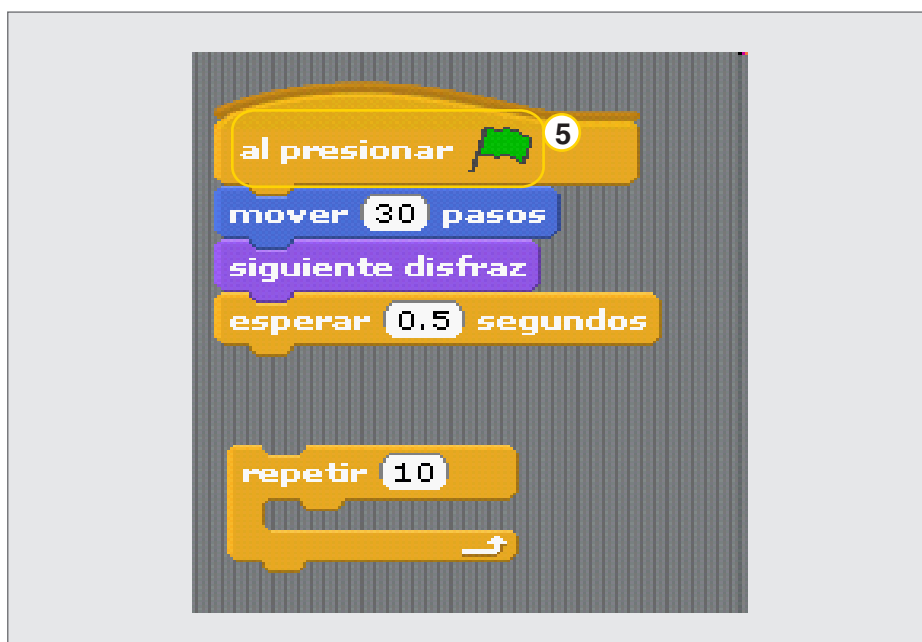 al presionar 5
mover 30 pasos
siguiente disfraz
esperar 0.5 segundos
repetir 10